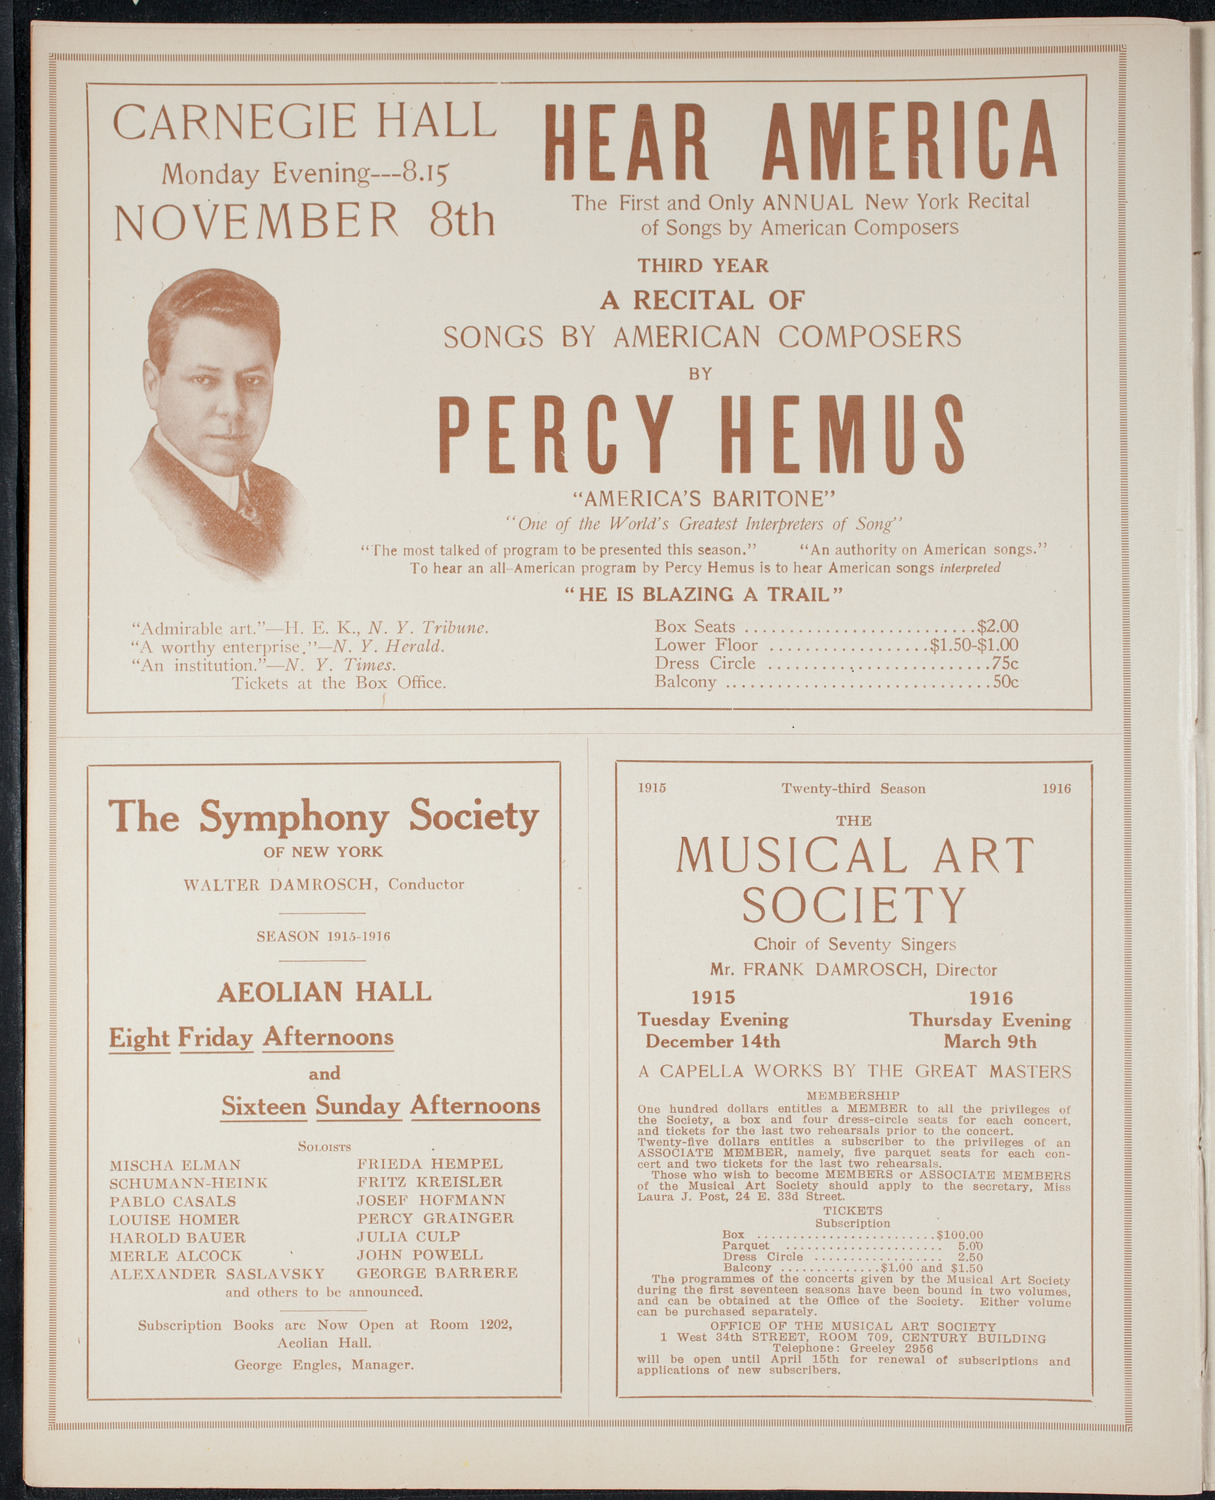 CARNEGIE HALL
Monday Evening---8.15
NOVEMBER 8th
HEAR AMERICA
The First and Only ANNUAL New York Recital
of Songs by American Composers
THIRD YEAR
A RECITAL OF
SONGS BY AMERICAN COMPOSERS
BY
PERCY HEMUS
"AMERICA'S BARITONE"
"One of the World's Greatest Interpreters of Song"
"The most talked of program to be presented this season." "An authority on American songs."
To hear an all-American program by Percy Hemus is to hear American songs interpreted
"HE IS BLAZING A TRAIL"
"Admirable art."—H. E. K., N. Y. Tribune.
"A worthy enterprise."—N. Y. Herald.
"An institution."—N. Y. Times.
Tickets at the Box Office.
Box Seats ...........................$2.00
Lower Floor ...................$1.50-$1.00
Dress Circle ..........................75c
Balcony ...............................50c
The Symphony Society
OF NEW YORK
WALTER DAMROSCH, Conductor
SEASON 1915-1916
AEOLIAN HALL
Eight Friday Afternoons
and
Sixteen Sunday Afternoons
SOLOISTS
MISCHA ELMAN FRIEDA HEMPEL
SCHUMANN-HEINK FRITZ KREISLER
PABLO CASALS JOSEF HOFMANN
LOUISE HOMER PERCY GRAINGER
HAROLD BAUER JULIA CULP
MERLE ALCOCK JOHN POWELL
ALEXANDER SASLAVSKY GEORGE BARRERE
and others to be announced.
Subscription Books are Now Open at Room 1202,
Aeolian Hall.
George Engles, Manager.
1915 Twenty-third Season 1916
THE
MUSICAL ART
SOCIETY
Choir of Seventy Singers
Mr. FRANK DAMROSCH, Director
1915 1916
Tuesday Evening Thursday Evening
December 14th March 9th
A CAPELLA WORKS BY THE GREAT MASTERS
MEMBERSHIP
One hundred dollars entitles a MEMBER to all the privileges of
the Society, a box and four dress-circle seats for each concert,
and tickets for the last two rehearsals prior to the concert.
Twenty-five dollars entitles a subscriber to the privileges of an
ASSOCIATE MEMBER, namely, five parquet seats for each con-
cert and two tickets for the last two rehearsals.
Those who wish to become MEMBERS or ASSOCIATE MEMBERS
of the Musical Art Society should apply to the secretary, Miss
Laura J. Post, 24 E. 33d Street.
TICKETS
Subscription
Box ..........................$100.00
Parquet ...................... 5.00
Dress Circle .................. 2.50
Balcony ..............$1.00 and $1.50
The programmes of the concerts given by the Musical Art Society
during the first seventeen seasons have been bound in two volumes,
and can be obtained at the Office of the Society. Either volume
can be purchased separately.
OFFICE OF THE MUSICAL ART SOCIETY
1 West 34th STREET, ROOM 709, CENTURY BUILDING
Telephone: Greeley 2956
will be open until April 15th for renewal of subscriptions and
applications of new subscribers.